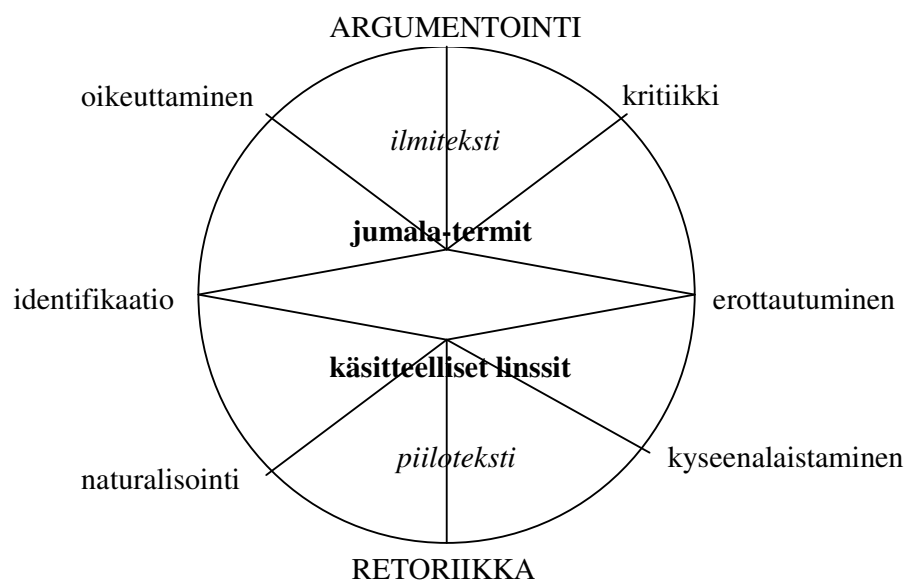 ARGUMENTOINTI
oikeuttaminen
kritiikki
ilmiteksti
jumala-termit
identifikaatio
erottautuminen
käsitteelliset linssit
piiloteksti
kyseenalaistaminen
naturalisointi
RETORIIKKA